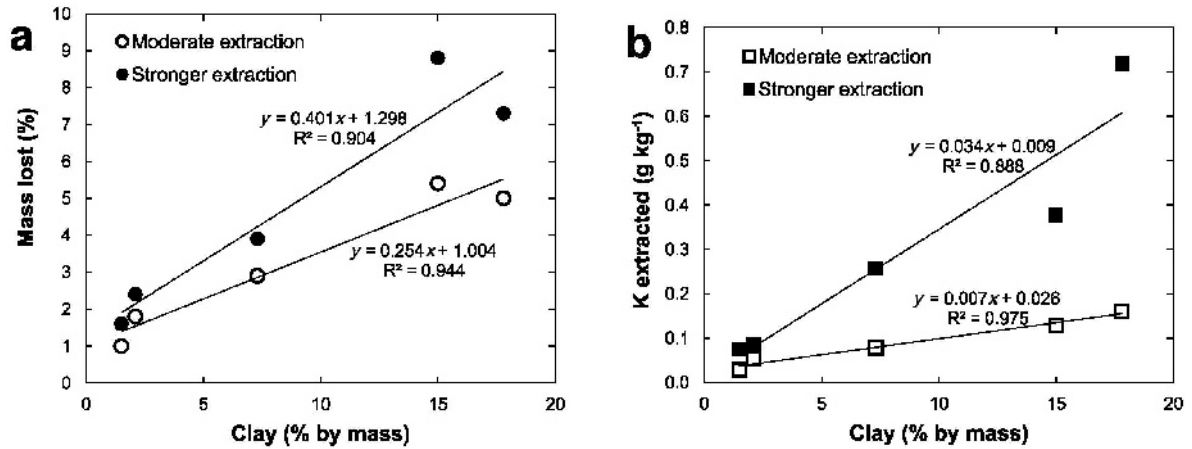 a
10
9
8
7
6
5
4
3
2
1
0
Mass lost (%)
Moderate extraction
Stronger extraction
y = 0.401x + 1.298
R² = 0.904
y = 0.254x + 1.004
R² = 0.944
0 5 10 15 20
Clay (% by mass)
b
0.8
0.7
0.6
0.5
0.4
0.3
0.2
0.1
0.0
K extracted (g kg⁻¹)
Moderate extraction
Stronger extraction
y = 0.034x + 0.009
R² = 0.888
y = 0.007x + 0.026
R² = 0.975
0 5 10 15 20
Clay (% by mass)